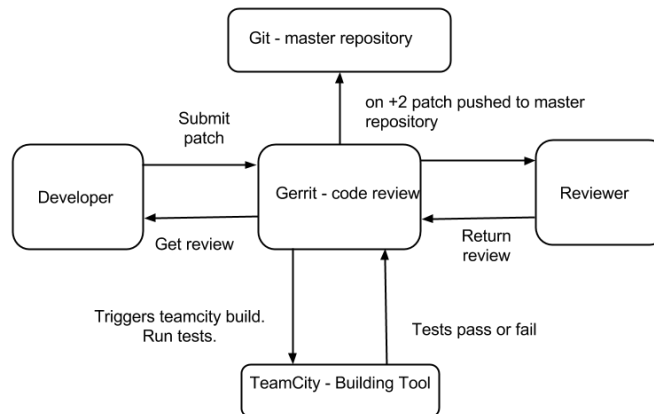 Git - master repository
on +2 patch pushed to master
repository
Submit
patch
Developer
Gerrit - code review
Reviewer
Get review
Return
review
Triggers teamcity build.
Run tests.
Tests pass or fail
TeamCity - Building Tool